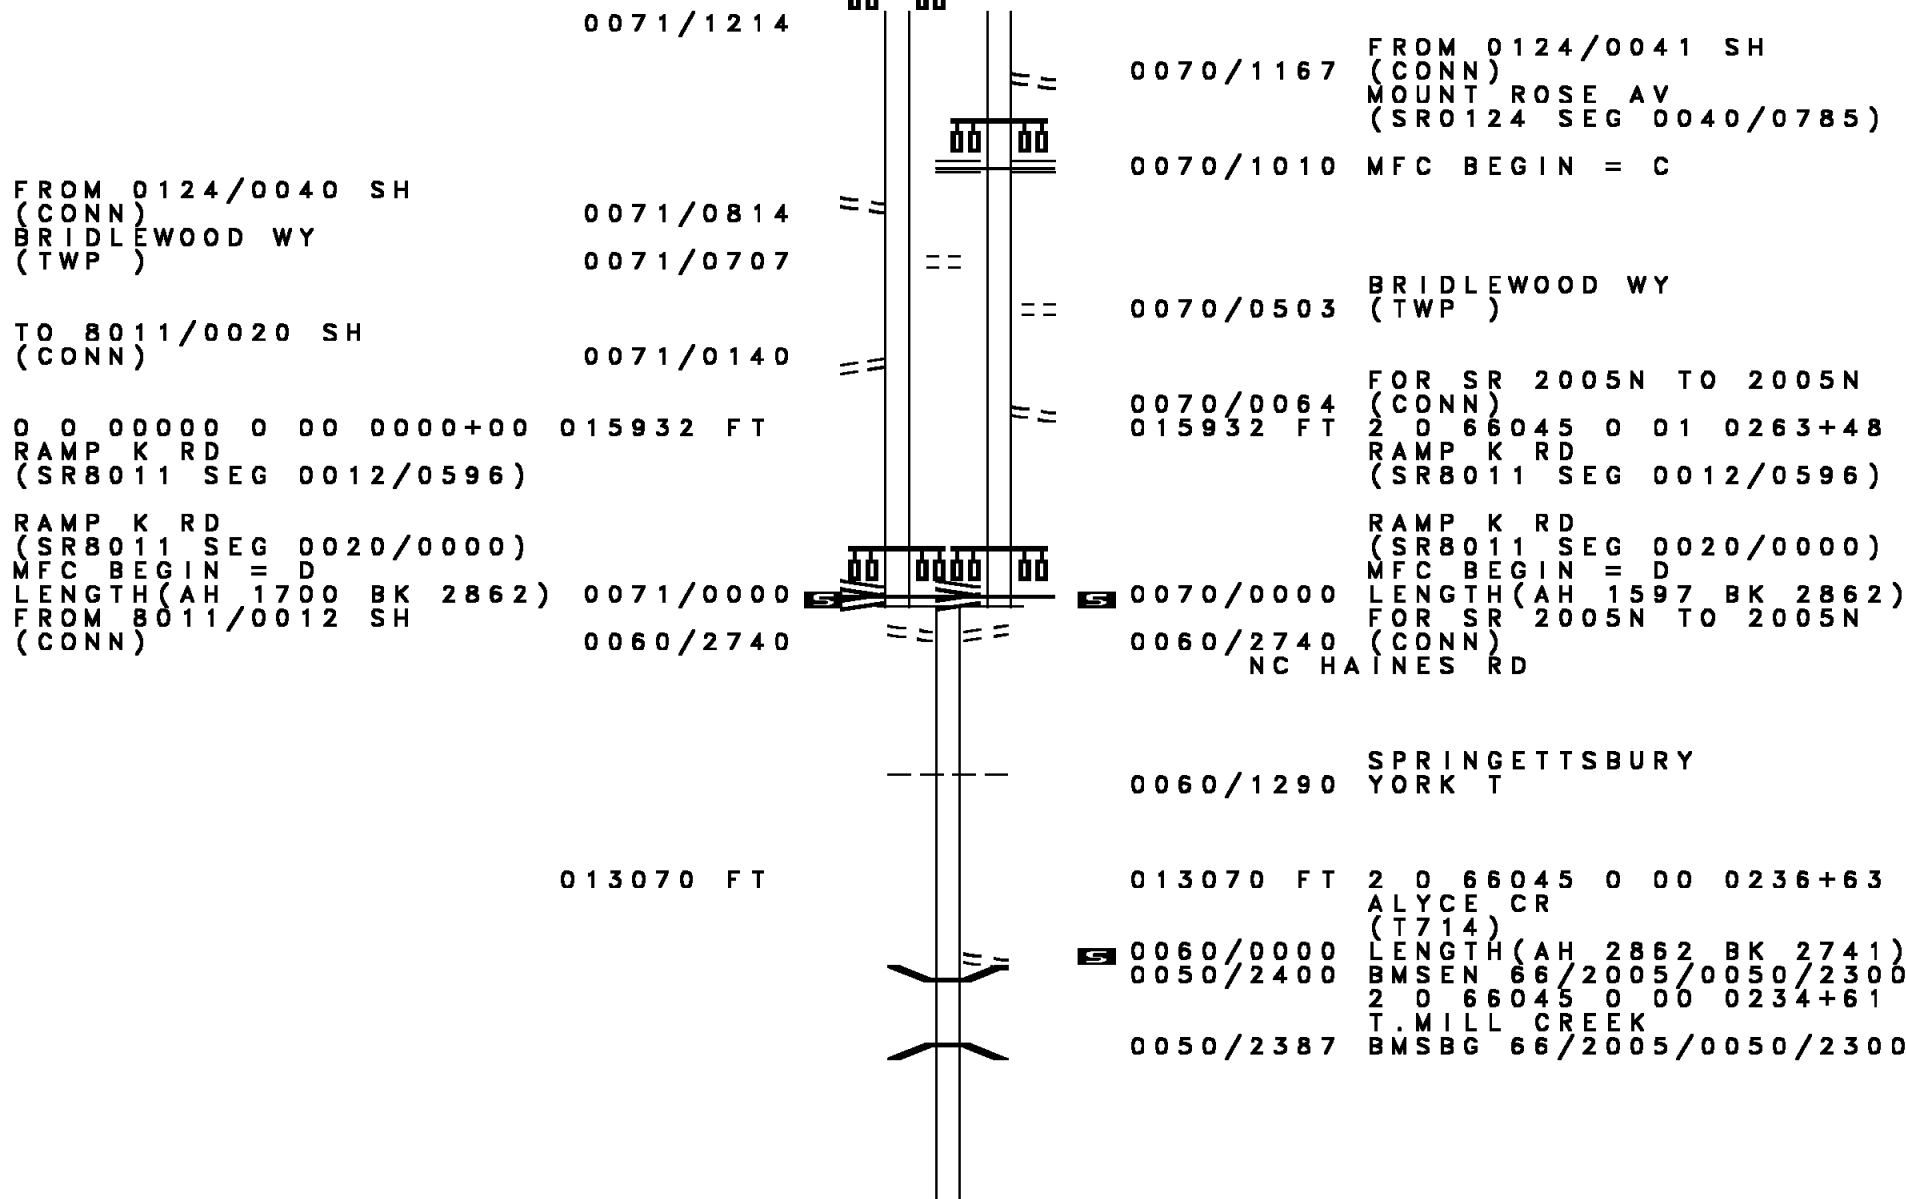 0071/1214
FROM 0124/0041 SH
0070/1167 (CONN)
MOUNT ROSE AV
(SR0124 SEG 0040/0785)
0070/1010 MFC BEGIN = C
FROM 0124/0040 SH
(CONN) 0071/0814
BRIDLEWOOD WY
(TWP ) 0071/0707
BRIDLEWOOD WY
0070/0503 (TWP )
TO 8011/0020 SH
(CONN) 0071/0140
FOR SR 2005N TO 2005N
0070/0064 (CONN)
0 0 00000 0 00 0000+00 015932 FT 015932 FT 2 0 66045 0 01 0263+48
RAMP K RD RAMP K RD
(SR8011 SEG 0012/0596) (SR8011 SEG 0012/0596)
RAMP K RD RAMP K RD
(SR8011 SEG 0020/0000) (SR8011 SEG 0020/0000)
MFC BEGIN = D MFC BEGIN = D
LENGTH(AH 1700 BK 2862) 0071/0000 S S 0070/0000 LENGTH(AH 1597 BK 2862)
FROM 8011/0012 SH FOR SR 2005N TO 2005N
(CONN) 0060/2740 0060/2740 (CONN)
NC HAINES RD
SPRINGETTSBURY
0060/1290 YORK T
013070 FT 013070 FT 2 0 66045 0 00 0236+63
ALYCE CR
(T714)
S 0060/0000 LENGTH(AH 2862 BK 2741)
0050/2400 BMSEN 66/2005/0050/2300
2 0 66045 0 00 0234+61
T.MILL CREEK
0050/2387 BMSBG 66/2005/0050/2300